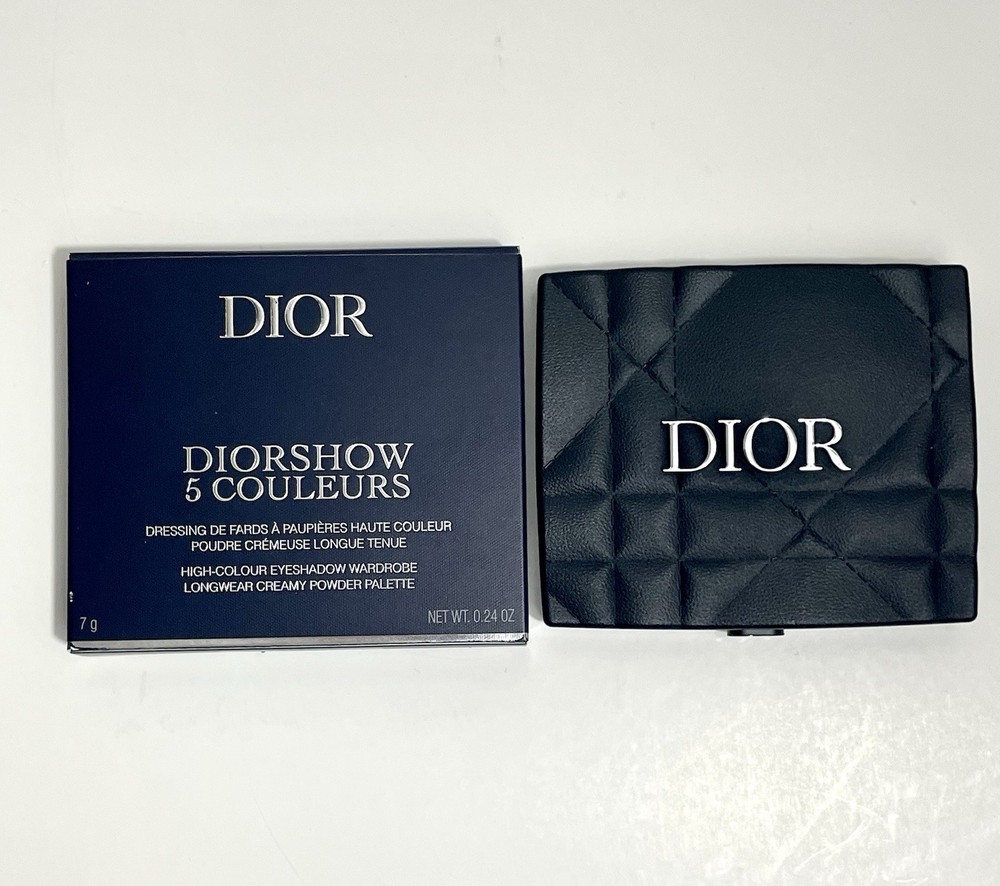 DIOR
DIORSHOW
5 COULEURS
DRESSING DE FARDS À PAUPIÈRES HAUTE COULEUR
POUDRE CRÉMEUSE LONGUE TENUE
HIGH-COLOUR EYESHADOW WARDROBE
LONGWEAR CREAMY POWDER PALETTE
7 g
NET WT. 0.24 OZ
DIOR